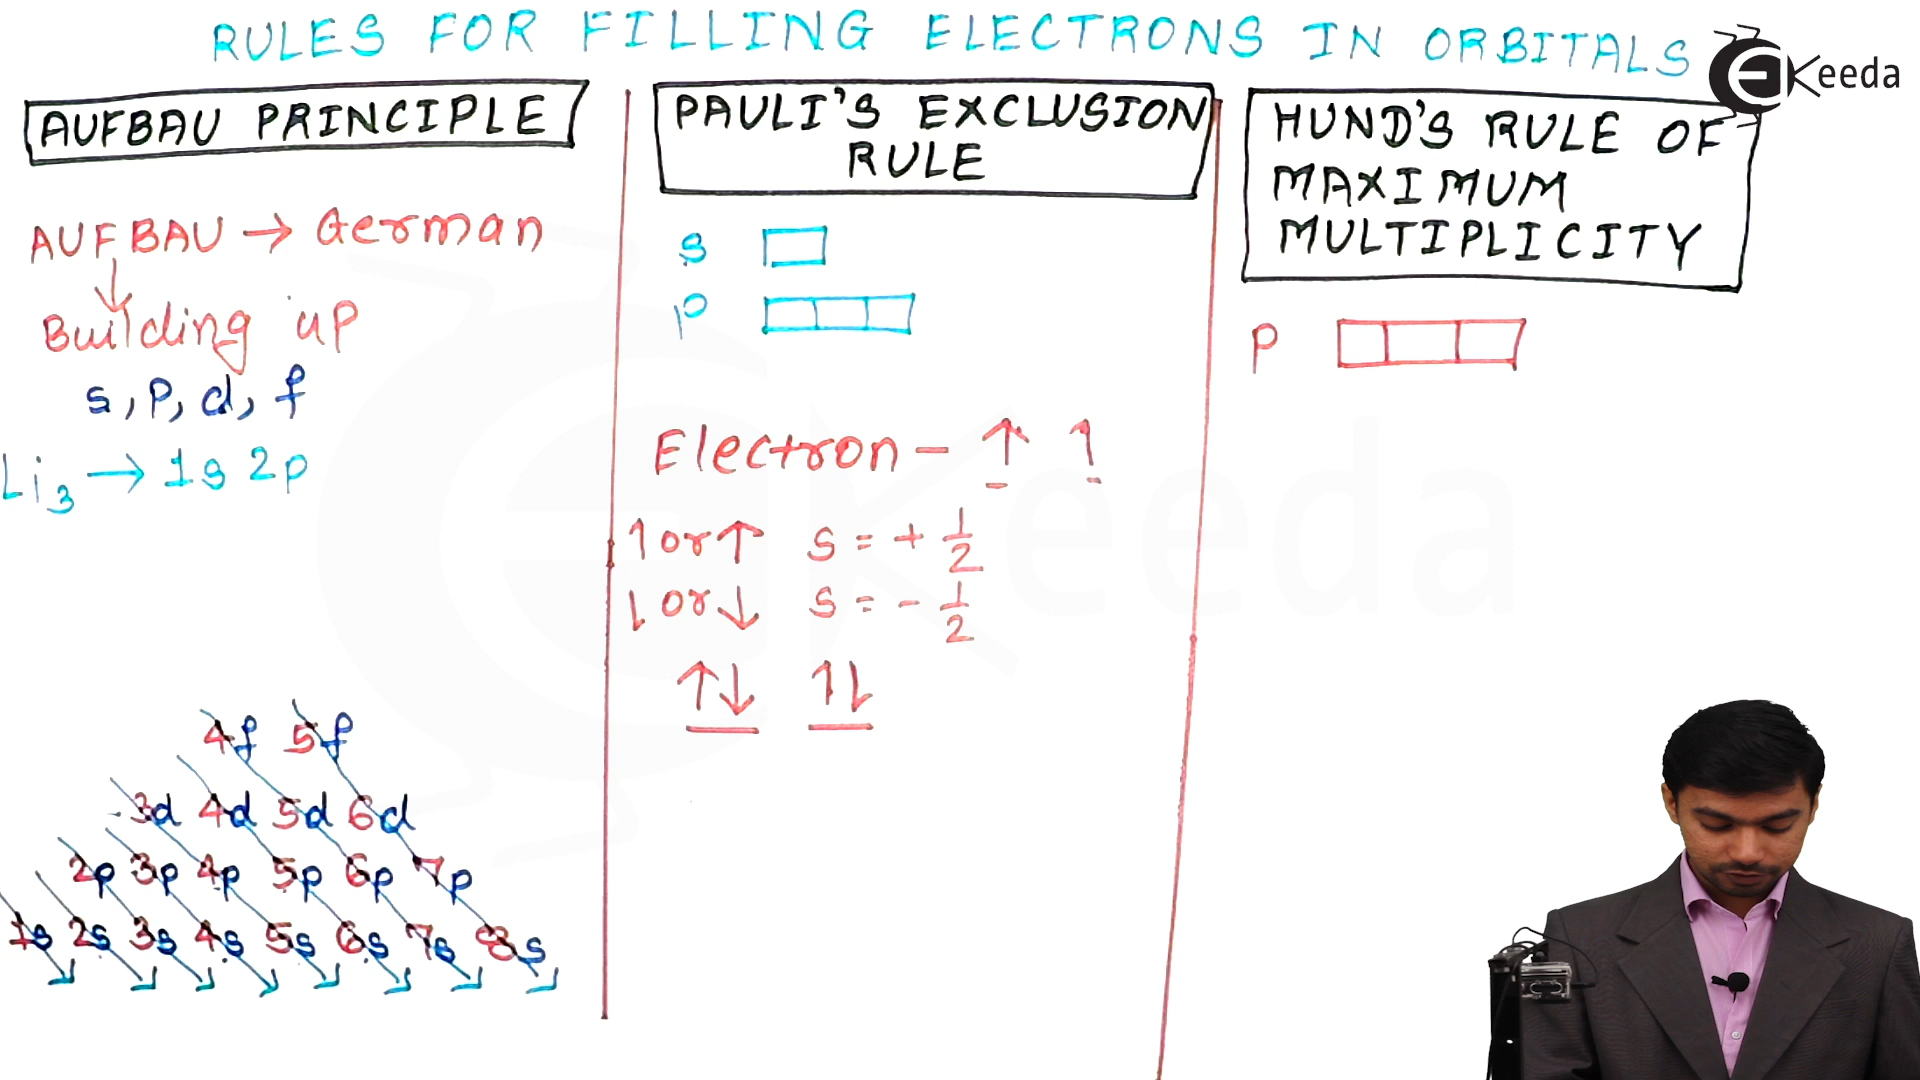 RULES FOR FILLING ELECTRONS IN ORBITALS
Keeda
AUFBAU PRINCIPLE
AUFBAU → German
↓
Building up
s, p, d, f
Li₃ → 1s 2p
4f 5f
3d 4d 5d 6d
2p 3p 4p 5p 6p 7p
1s 2s 3s 4s 5s 6s 7s 8s
PAULI'S EXCLUSION
RULE
s
p
Electron - ↑ ↿
↿ or ↑ s = + 1/2
⇂ or ↓ s = - 1/2
↑↓ ↿⇂
HUND'S RULE OF
MAXIMUM
MULTIPLICITY
p
Keeda